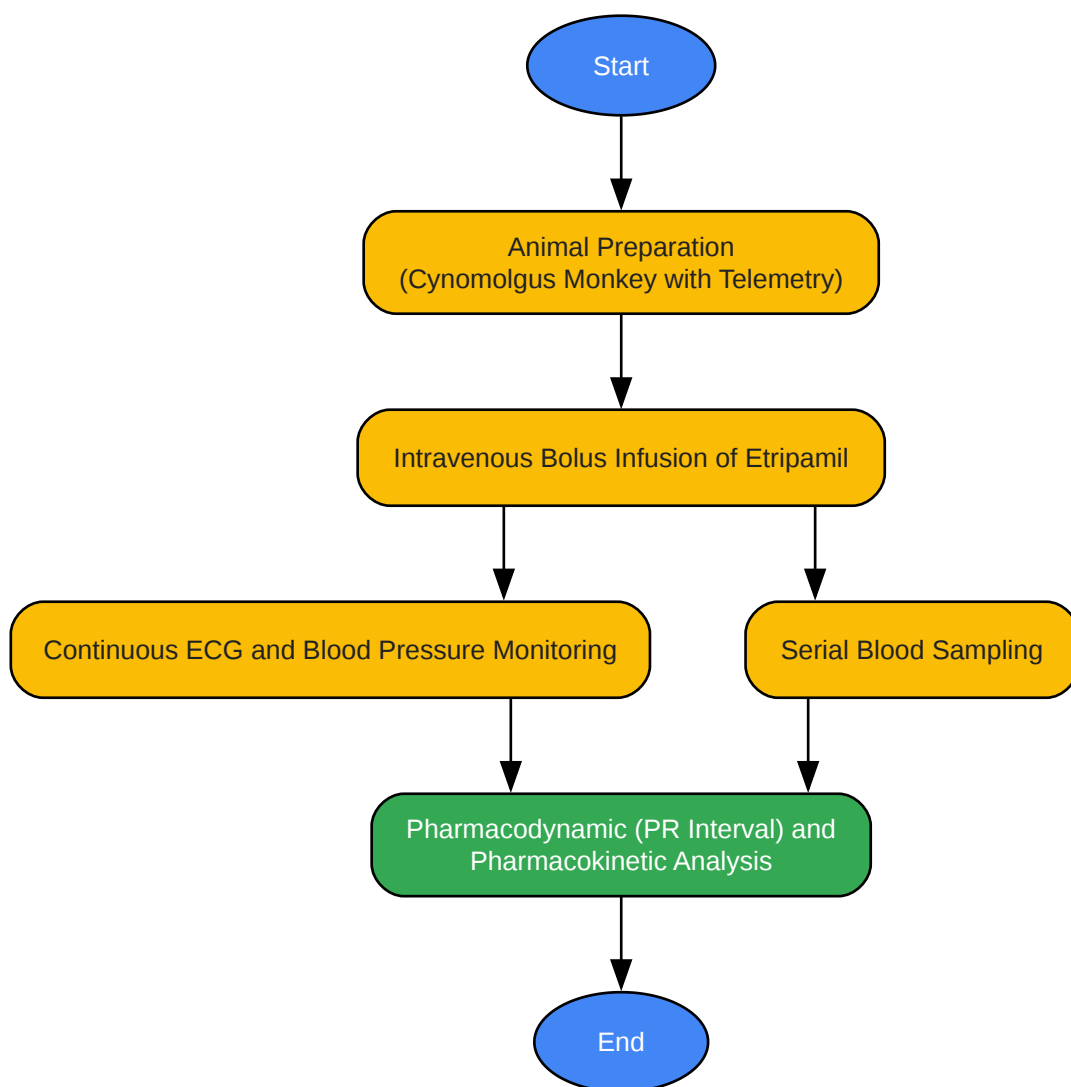 Start
Animal Preparation
(Cynomolgus Monkey with Telemetry)
Intravenous Bolus Infusion of Etripamil
Continuous ECG and Blood Pressure Monitoring
Serial Blood Sampling
Pharmacodynamic (PR Interval) and
Pharmacokinetic Analysis
End